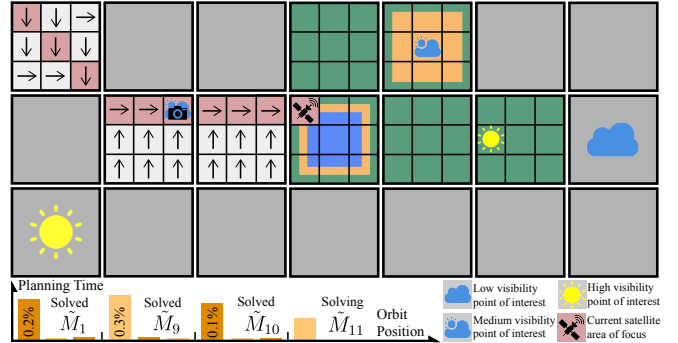 Planning Time
0.2%
Solved
M̃₁
0.3%
Solved
M̃₉
0.1%
Solved
M̃₁₀
Solving
M̃₁₁
Orbit
Position
Low visibility
point of interest
High visibility
point of interest
Medium visibility
point of interest
Current satellite
area of focus